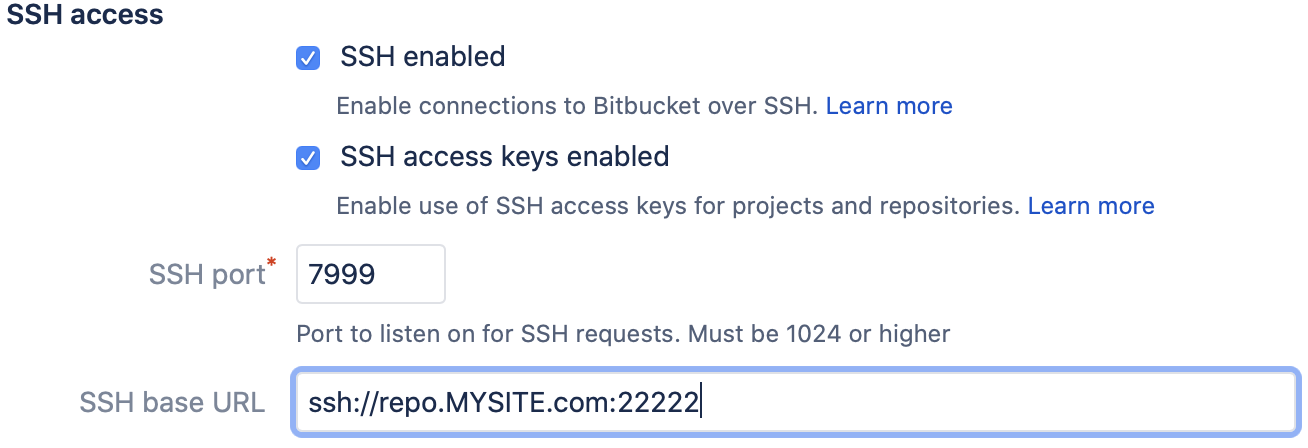 SSH access
SSH enabled
Enable connections to Bitbucket over SSH. Learn more
SSH access keys enabled
Enable use of SSH access keys for projects and repositories. Learn more
SSH port* 7999
Port to listen on for SSH requests. Must be 1024 or higher
SSH base URL ssh://repo.MYSITE.com:22222